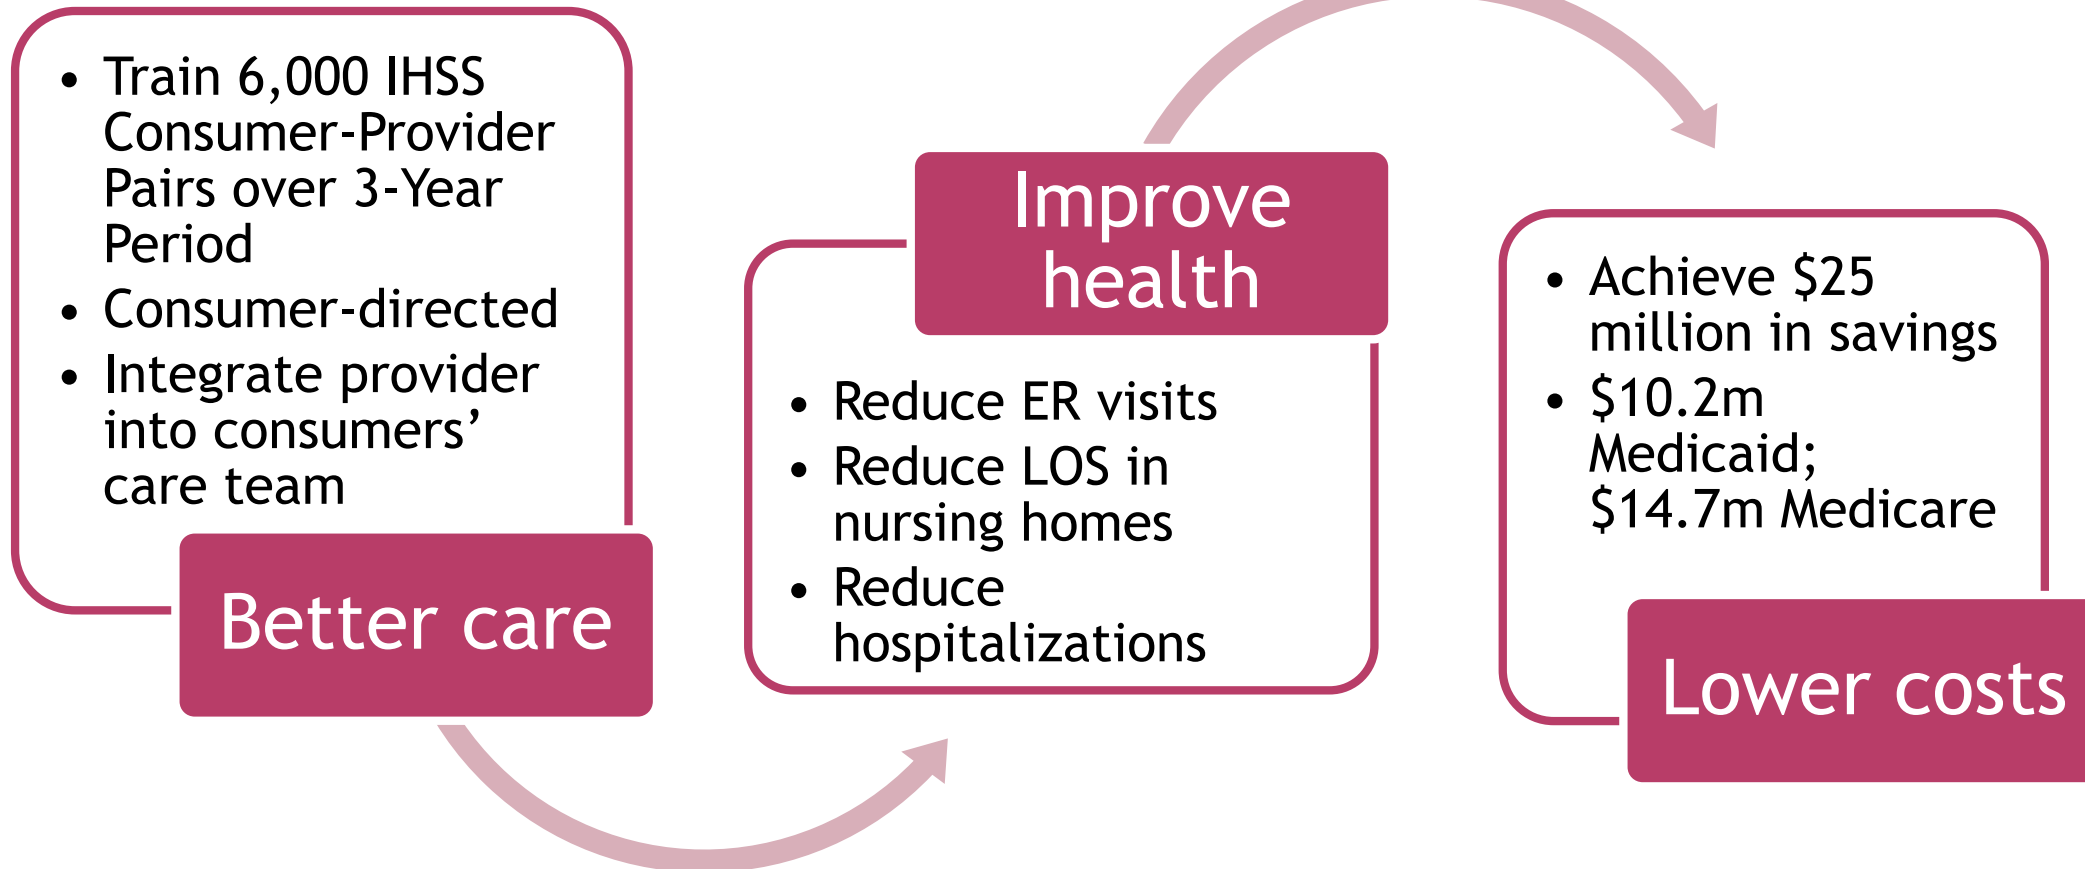 • Train 6,000 IHSS
Consumer-Provider
Pairs over 3-Year
Period
• Consumer-directed
• Integrate provider
into consumers’
care team
Better care
Improve
health
• Reduce ER visits
• Reduce LOS in
nursing homes
• Reduce
hospitalizations
• Achieve $25
million in savings
• $10.2m
Medicaid;
$14.7m Medicare
Lower costs